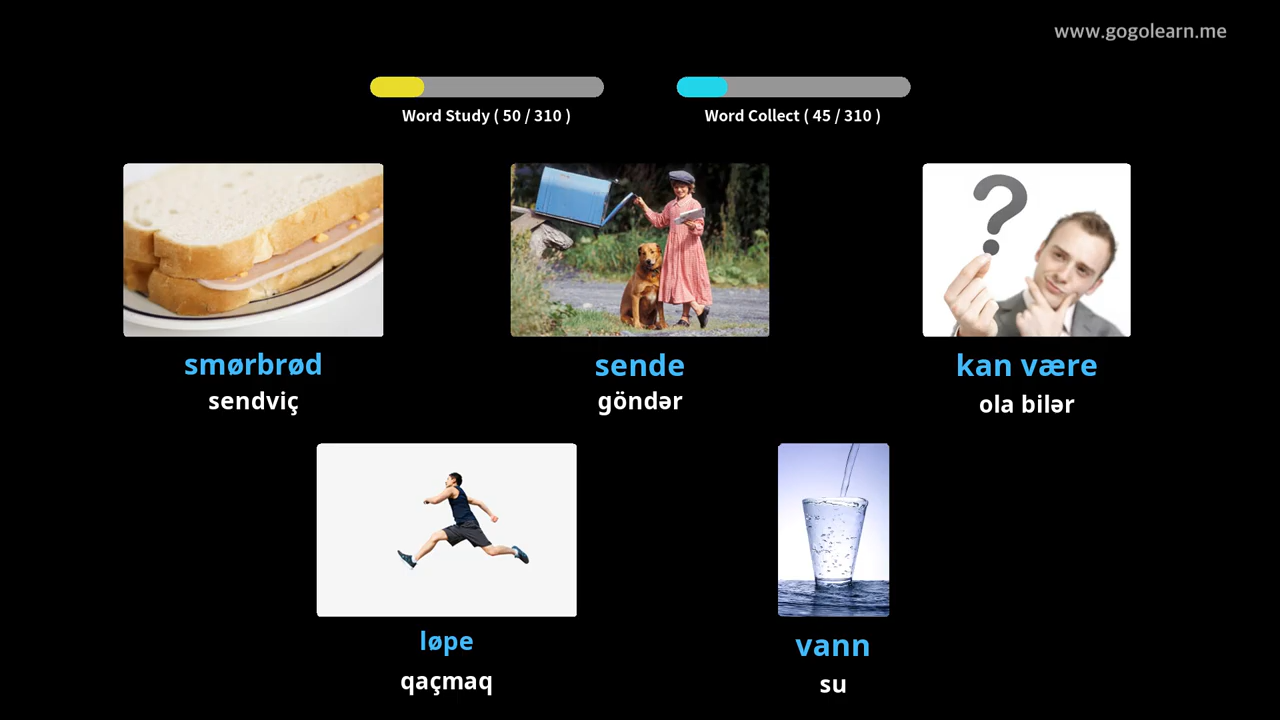 www.gogolearn.me
Word Study ( 50 / 310 )
Word Collect ( 45 / 310 )
smørbrød
sendviç
sende
göndər
kan være
ola bilər
løpe
qaçmaq
vann
su